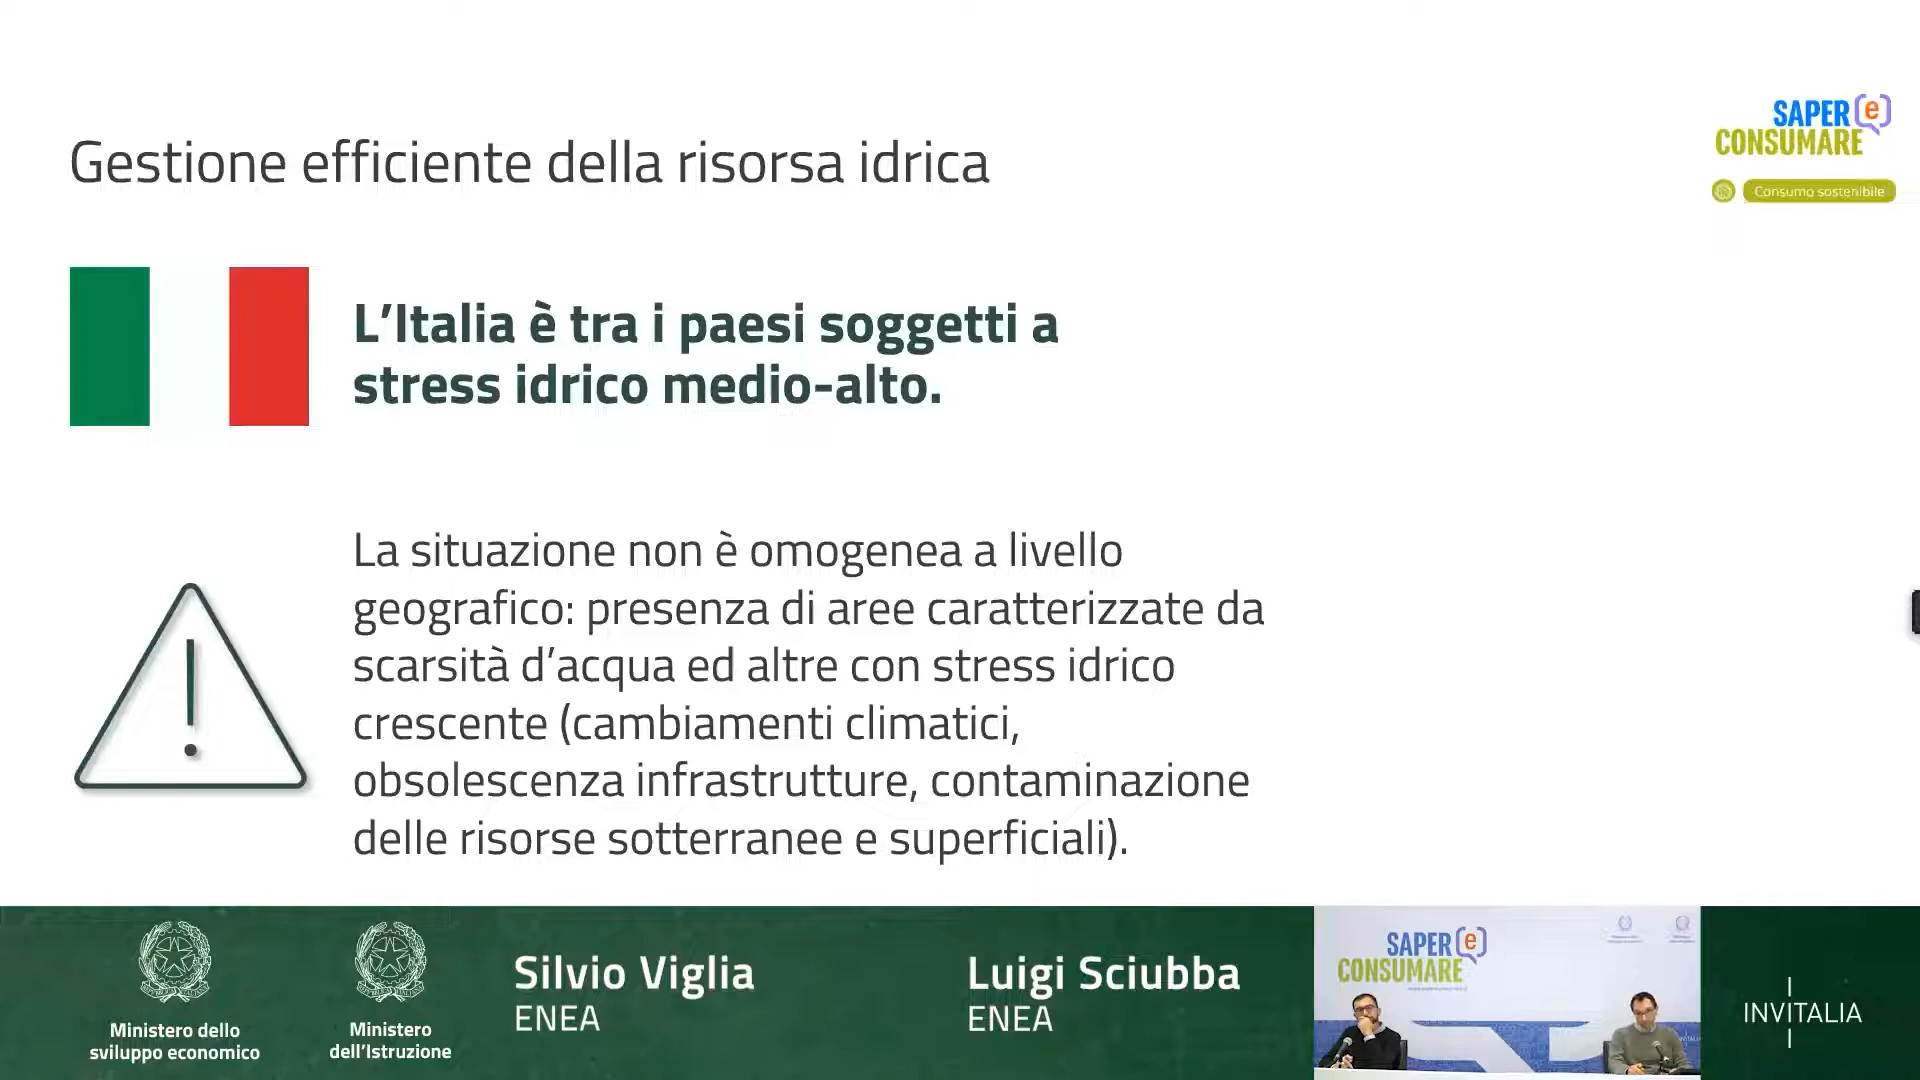 SAPER e
CONSUMARE
Consumo sostenibile
Gestione efficiente della risorsa idrica
L’Italia è tra i paesi soggetti a
stress idrico medio-alto.
La situazione non è omogenea a livello
geografico: presenza di aree caratterizzate da
scarsità d’acqua ed altre con stress idrico
crescente (cambiamenti climatici,
obsolescenza infrastrutture, contaminazione
delle risorse sotterranee e superficiali).
Ministero dello
sviluppo economico
Ministero
dell’Istruzione
Silvio Viglia
ENEA
Luigi Sciubba
ENEA
SAPER e
CONSUMARE
INVITALIA